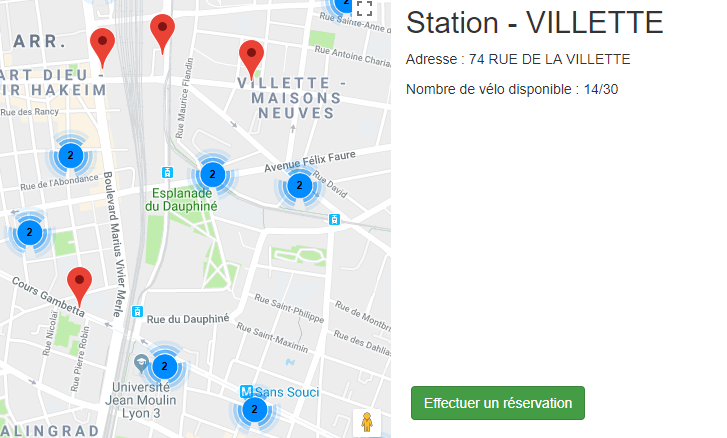 Station - VILLETTE
Adresse : 74 RUE DE LA VILLETTE
Nombre de vélo disponible : 14/30
Effectuer un réservation
2
Rue Sainte-Anne de
ARR.
Rue Antoine Charial
ART DIEU -
IR HAKEIM
Rue Maurice Flandin
VILLETTE -
MAISONS
NEUVES
Rue des Rancy
2
Avenue Félix Faure
2
2
Rue David
Rue de l'Abondance
Esplanade
du Dauphiné
Boulevard Marius Vivier Merle
2
Cours Gambetta
Rue Nicolaï
Rue Pierre Robin
Rue du Dauphiné
Rue Saint-Philippe
Rue de Montbr
Rue Saint-Maximin
Rue des Dahlias
2
Université
Jean Moulin
Lyon 3
M Sans Souci
2
ALINGRAD